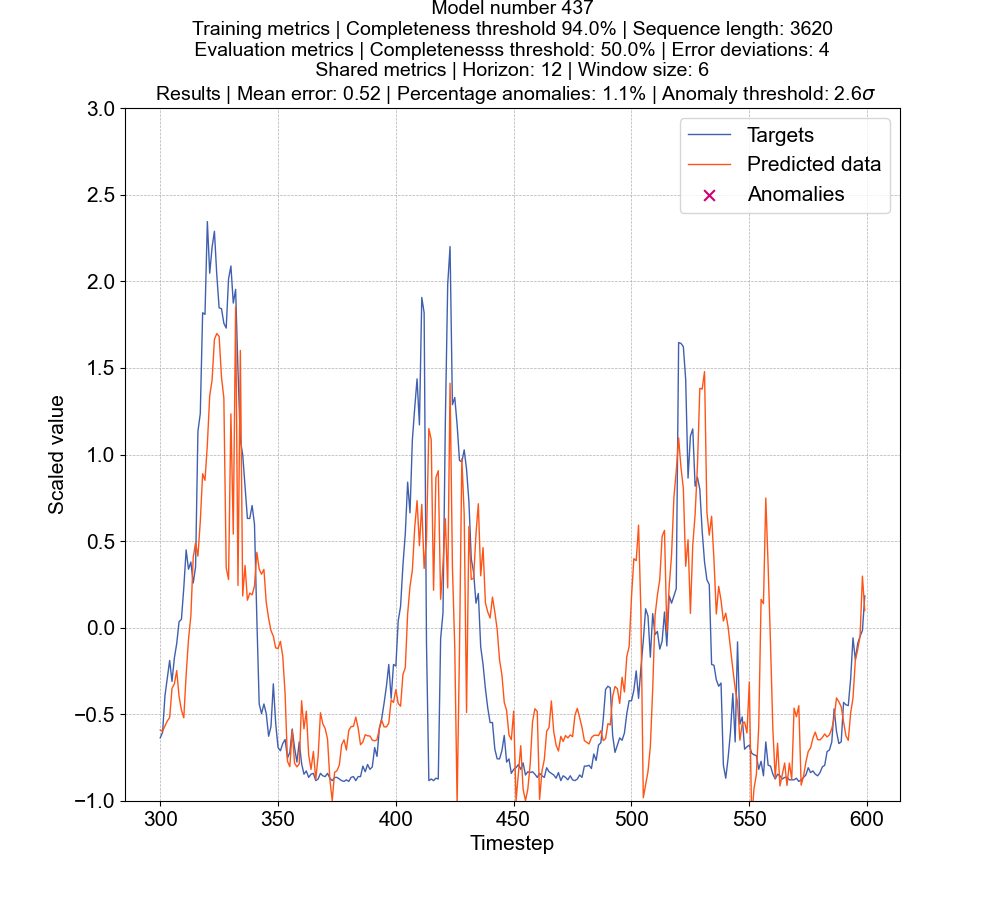 Model number 437
Training metrics | Completeness threshold 94.0% | Sequence length: 3620
Evaluation metrics | Completenesss threshold: 50.0% | Error deviations: 4
Shared metrics | Horizon: 12 | Window size: 6
Results | Mean error: 0.52 | Percentage anomalies: 1.1% | Anomaly threshold: 2.6σ
3.0
2.5
2.0
1.5
1.0
0.5
0.0
−0.5
−1.0
Scaled value
Targets
Predicted data
Anomalies
300 350 400 450 500 550 600
Timestep